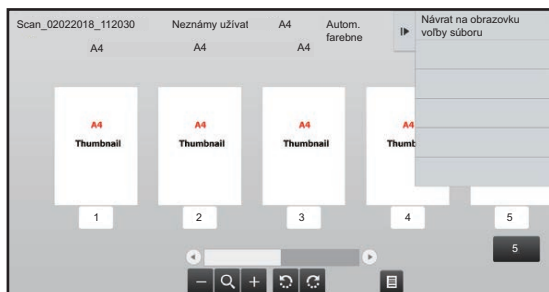 Scan_02022018_112030 Neznámy užívat A4 Autom.
farebne
Návrat na obrazovku
voľby súboru
A4 A4 A4
A4 A4 A4 A4
Thumbnail Thumbnail Thumbnail Thumb
1 2 3 4 5
5